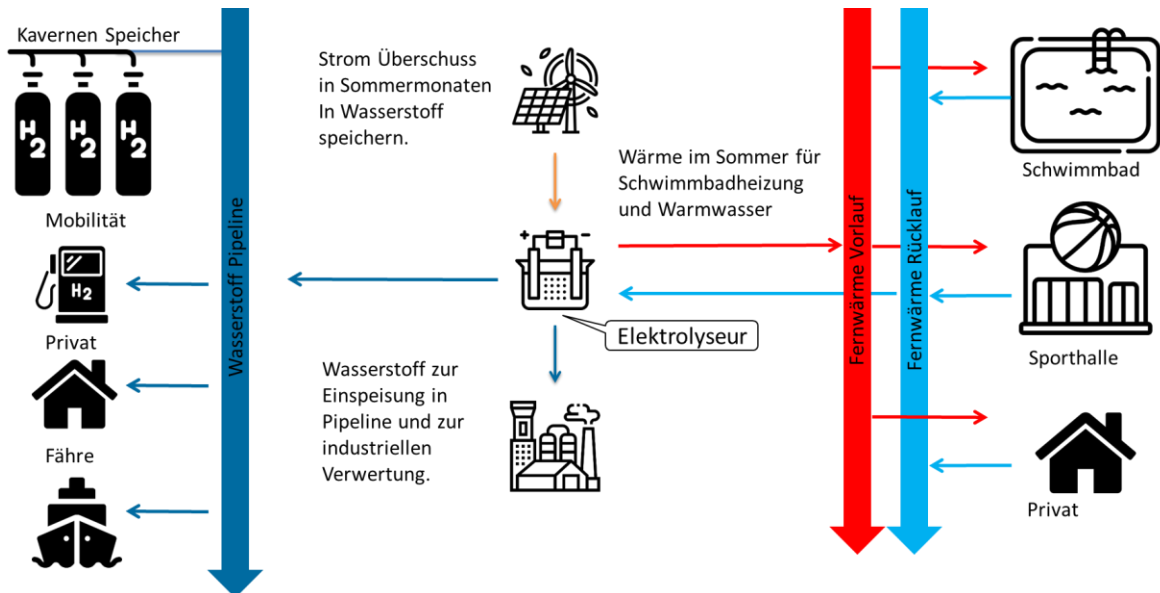 Kavernen Speicher
H2
H2
H2
Mobilität
H2
Privat
Fähre
Wasserstoff Pipeline
Strom Überschuss
in Sommermonaten
In Wasserstoff
speichern.
+ -
Elektrolyseur
Wasserstoff zur
Einspeisung in
Pipeline und zur
industriellen
Verwertung.
Wärme im Sommer für
Schwimmbadheizung
und Warmwasser
Fernwärme Vorlauf
Fernwärme Rücklauf
Schwimmbad
Sporthalle
Privat